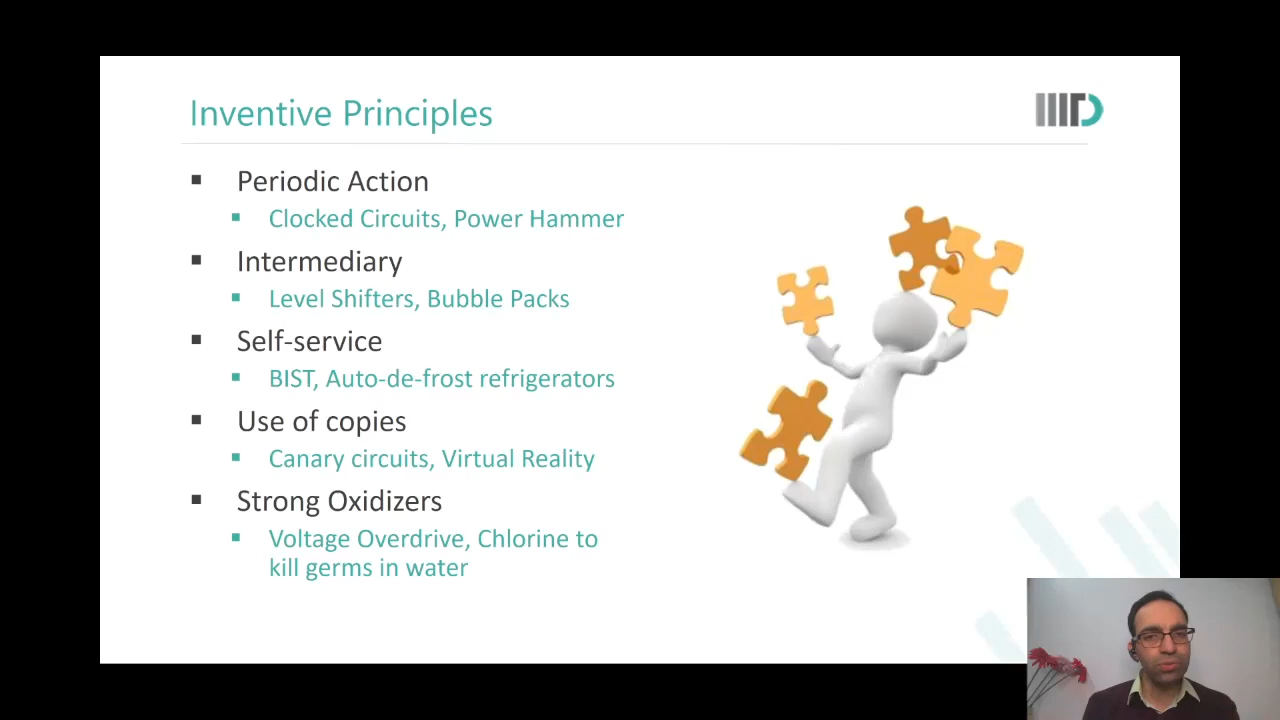 Inventive Principles
IIITD
Periodic Action
Clocked Circuits, Power Hammer
Intermediary
Level Shifters, Bubble Packs
Self-service
BIST, Auto-de-frost refrigerators
Use of copies
Canary circuits, Virtual Reality
Strong Oxidizers
Voltage Overdrive, Chlorine to
kill germs in water